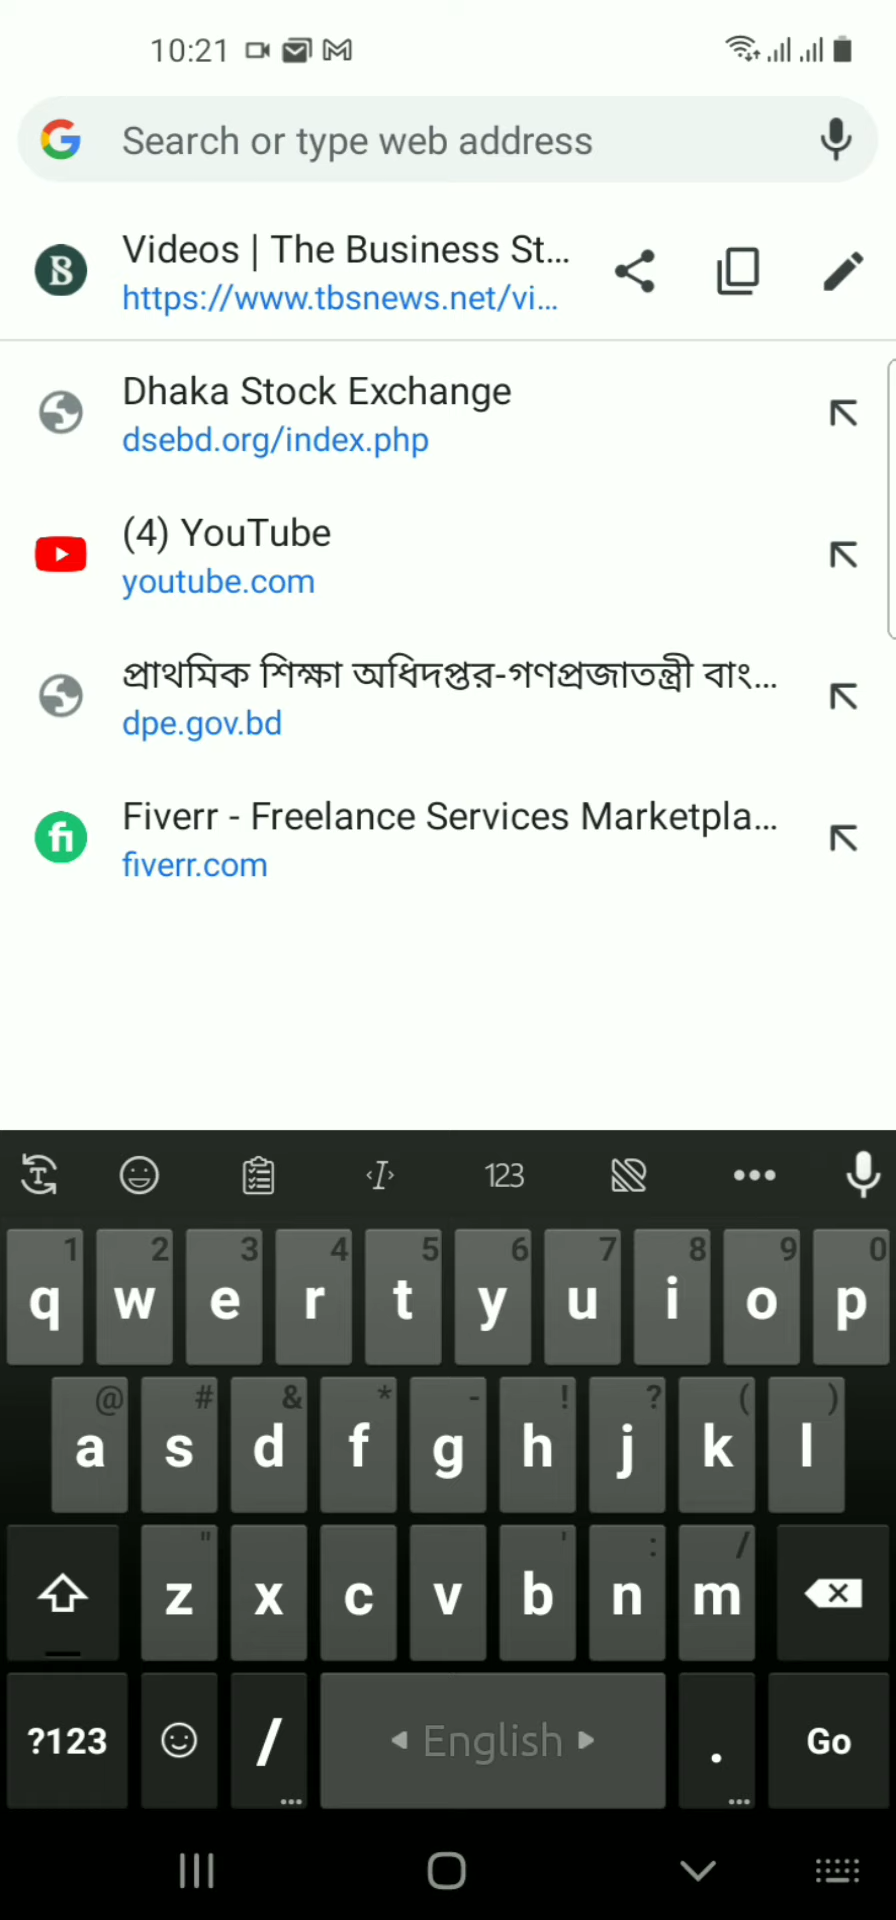 10:21
Search or type web address
Videos | The Business St...
https://www.tbsnews.net/vi...
Dhaka Stock Exchange
dsebd.org/index.php
(4) YouTube
youtube.com
প্রাথমিক শিক্ষা অধিদপ্তর-গণপ্রজাতন্ত্রী বাং...
dpe.gov.bd
fi Fiverr - Freelance Services Marketpla...
fiverr.com
123
1 2 3 4 5 6 7 8 9 0
q w e r t y u i o p
@ # & * - ! ? ( )
a s d f g h j k l
" ' : /
z x c v b n m
?123 / English . Go